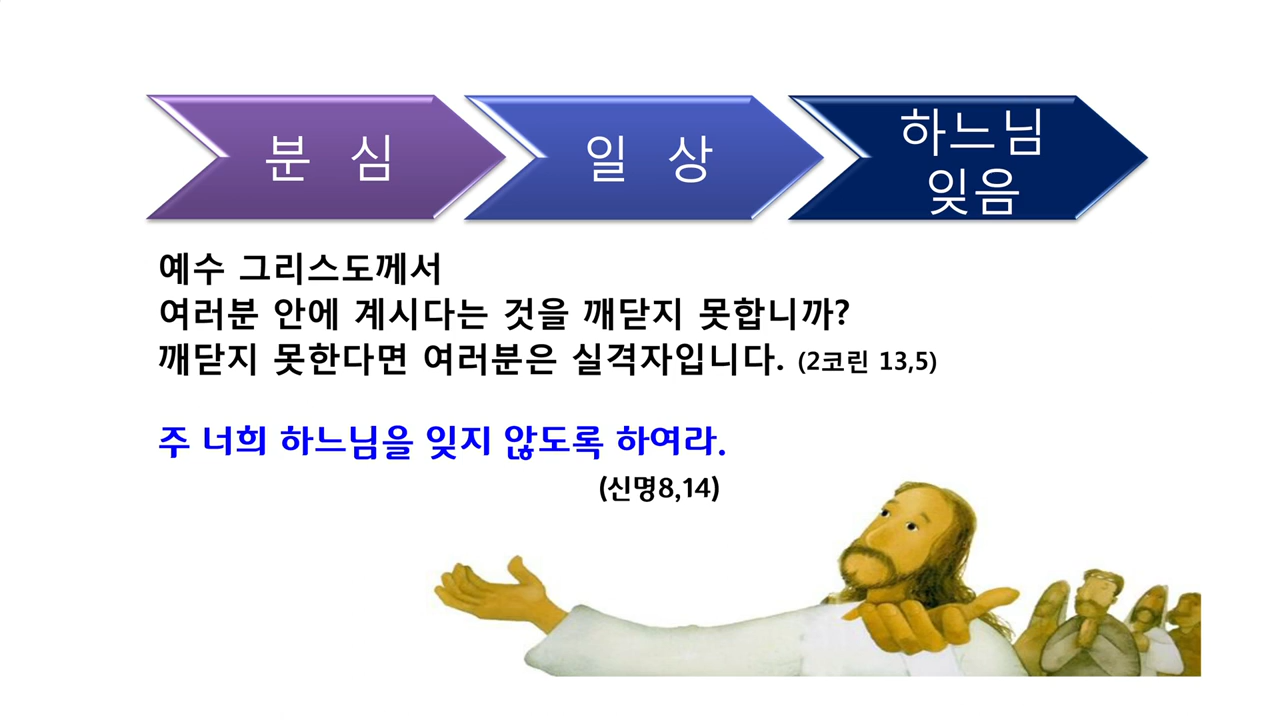 분 심
일 상
하느님
잊음
예수 그리스도께서
여러분 안에 계시다는 것을 깨닫지 못합니까?
깨닫지 못한다면 여러분은 실격자입니다. (2코린 13,5)
주 너희 하느님을 잊지 않도록 하여라.
(신명8,14)